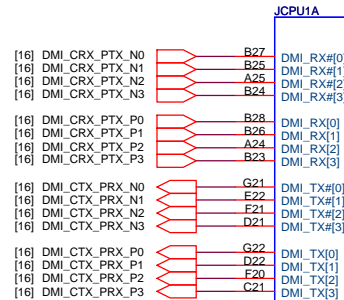 JCPU1A
[16] DMI_CRX_PTX_N0 B27 DMI_RX#[0]
[16] DMI_CRX_PTX_N1 B25 DMI_RX#[1]
[16] DMI_CRX_PTX_N2 A25 DMI_RX#[2]
[16] DMI_CRX_PTX_N3 B24 DMI_RX#[3]
[16] DMI_CRX_PTX_P0 B28 DMI_RX[0]
[16] DMI_CRX_PTX_P1 B26 DMI_RX[1]
[16] DMI_CRX_PTX_P2 A24 DMI_RX[2]
[16] DMI_CRX_PTX_P3 B23 DMI_RX[3]
[16] DMI_CTX_PRX_N0 G21 DMI_TX#[0]
[16] DMI_CTX_PRX_N1 E22 DMI_TX#[1]
[16] DMI_CTX_PRX_N2 F21 DMI_TX#[2]
[16] DMI_CTX_PRX_N3 D21 DMI_TX#[3]
[16] DMI_CTX_PRX_P0 G22 DMI_TX[0]
[16] DMI_CTX_PRX_P1 D22 DMI_TX[1]
[16] DMI_CTX_PRX_P2 F20 DMI_TX[2]
[16] DMI_CTX_PRX_P3 C21 DMI_TX[3]